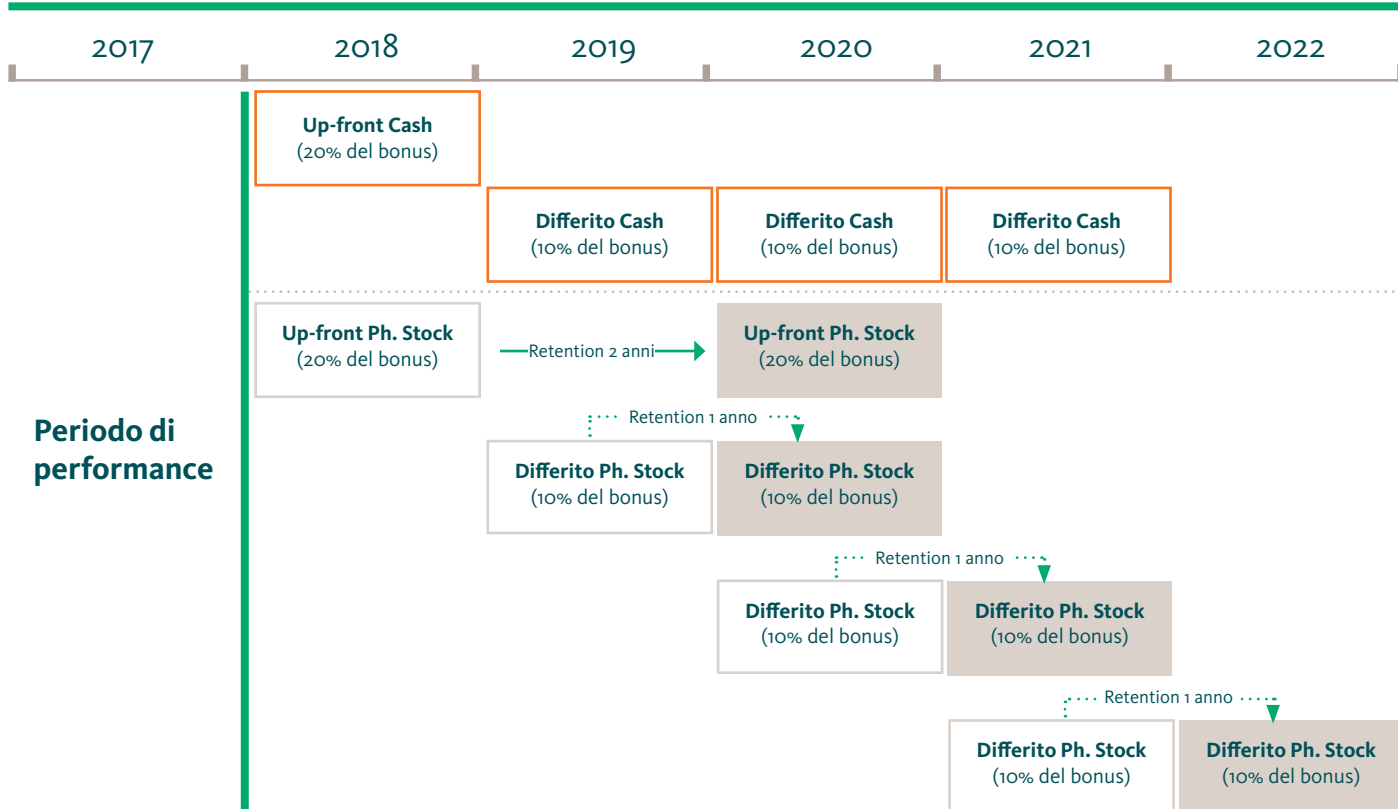 2017 2018 2019 2020 2021 2022
Up-front Cash
(20% del bonus)
Differito Cash
(10% del bonus)
Differito Cash
(10% del bonus)
Differito Cash
(10% del bonus)
Up-front Ph. Stock
(20% del bonus)
Retention 2 anni
Up-front Ph. Stock
(20% del bonus)
Periodo di
performance
Retention 1 anno
Differito Ph. Stock
(10% del bonus)
Differito Ph. Stock
(10% del bonus)
Retention 1 anno
Differito Ph. Stock
(10% del bonus)
Differito Ph. Stock
(10% del bonus)
Retention 1 anno
Differito Ph. Stock
(10% del bonus)
Differito Ph. Stock
(10% del bonus)